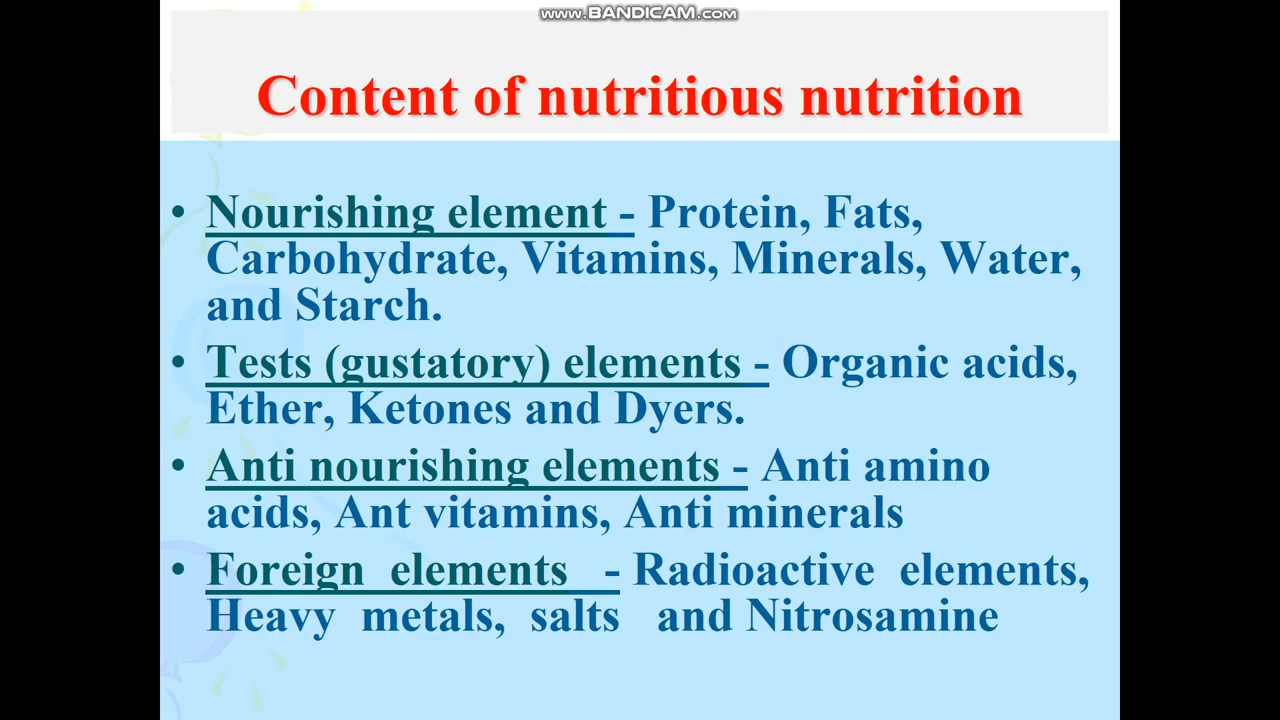 www.BANDICAM.com
Content of nutritious nutrition
• Nourishing element - Protein, Fats,
Carbohydrate, Vitamins, Minerals, Water,
and Starch.
• Tests (gustatory) elements - Organic acids,
Ether, Ketones and Dyers.
• Anti nourishing elements - Anti amino
acids, Ant vitamins, Anti minerals
• Foreign elements - Radioactive elements,
Heavy metals, salts and Nitrosamine